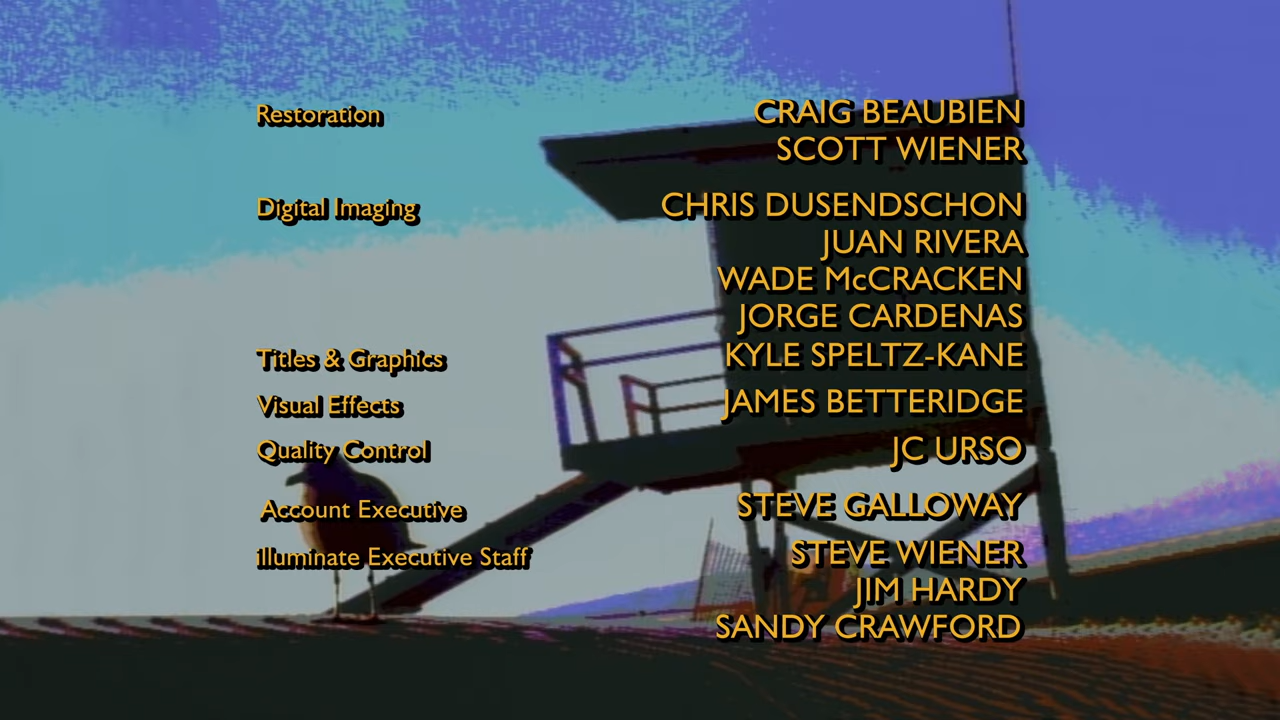 Restoration CRAIG BEAUBIEN
SCOTT WIENER
Digital Imaging CHRIS DUSENDSCHON
JUAN RIVERA
WADE McCRACKEN
JORGE CARDENAS
Titles & Graphics KYLE SPELTZ-KANE
Visual Effects JAMES BETTERIDGE
Quality Control JC URSO
Account Executive STEVE GALLOWAY
illuminate Executive Staff STEVE WIENER
JIM HARDY
SANDY CRAWFORD